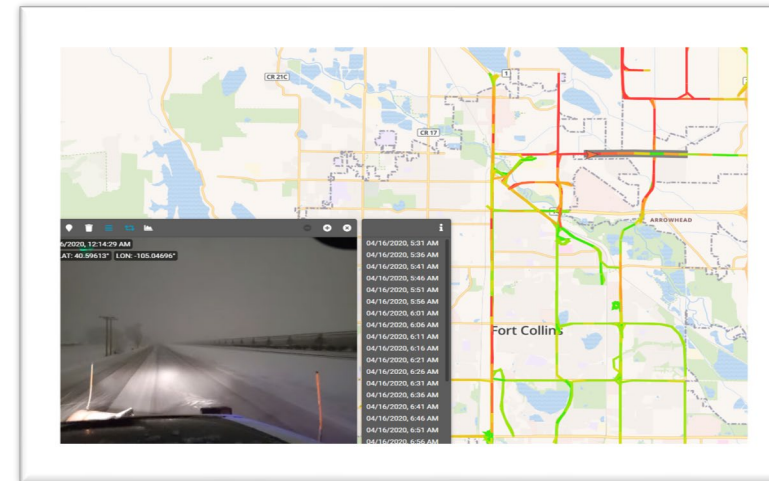 CR 21C
1
CR 17
ARROWHEAD
Fort Collins
6/2020, 12:14:29 AM
LAT: 40.59613° LON: -105.04696°
i
04/16/2020, 5:31 AM
04/16/2020, 5:36 AM
04/16/2020, 5:41 AM
04/16/2020, 5:46 AM
04/16/2020, 5:51 AM
04/16/2020, 5:56 AM
04/16/2020, 6:01 AM
04/16/2020, 6:06 AM
04/16/2020, 6:11 AM
04/16/2020, 6:16 AM
04/16/2020, 6:21 AM
04/16/2020, 6:26 AM
04/16/2020, 6:31 AM
04/16/2020, 6:36 AM
04/16/2020, 6:41 AM
04/16/2020, 6:46 AM
04/16/2020, 6:51 AM
04/16/2020, 6:56 AM